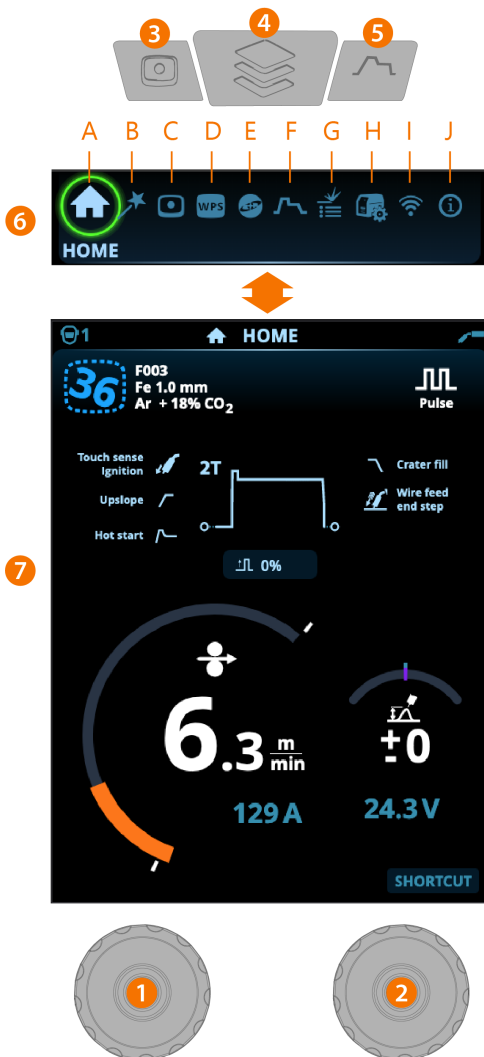 4
3
5
A B C D E F G H I J
WPS
6
HOME
1 HOME
36
F003
Fe 1.0 mm
Ar + 18% CO2
Pulse
Touch sense
Ignition
2T
Crater fill
Upslope
Wire feed
end step
Hot start
7
0%
6.3 m/min
±0
129 A
24.3 V
SHORTCUT
1
2